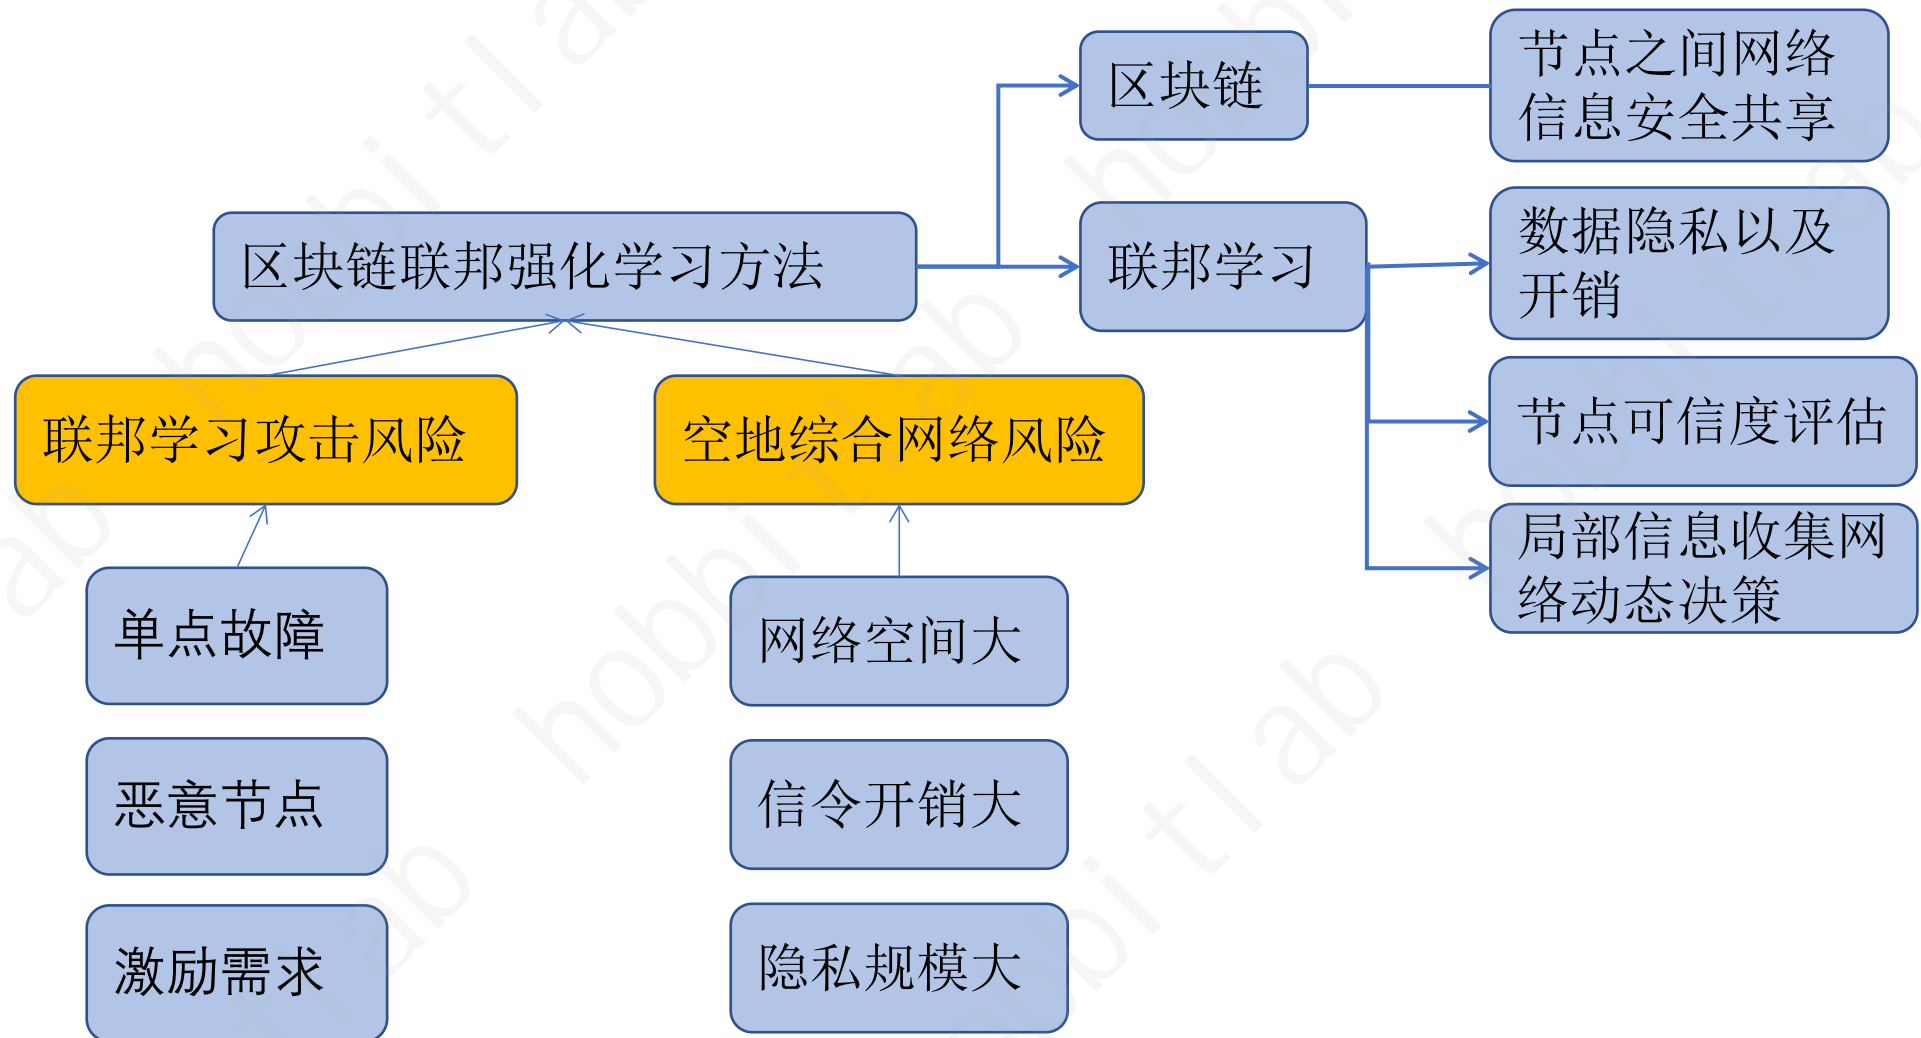 区块链
节点之间网络
信息安全共享
区块链联邦强化学习方法
联邦学习
数据隐私以及
开销
联邦学习攻击风险
空地综合网络风险
节点可信度评估
局部信息收集网
络动态决策
单点故障
网络空间大
恶意节点
信令开销大
激励需求
隐私规模大
hobbitlab
hobbitlab
hobbitlab
hobbitlab
hobbitlab